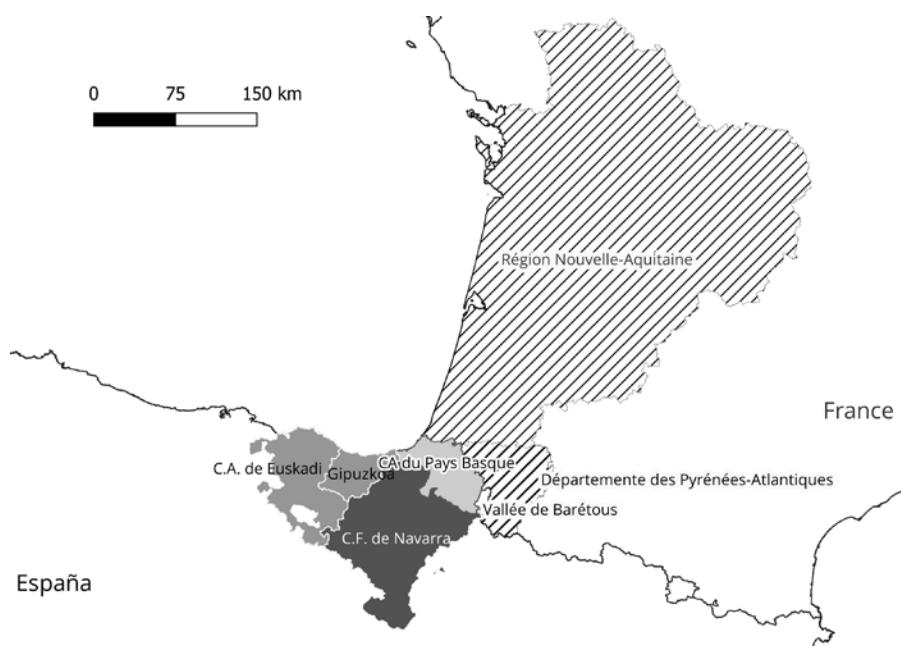 0 75 150 km
Région Nouvelle-Aquitaine
France
C.A. de Euskadi
Gipuzkoa
CA du Pays Basque
Départemente des Pyrénées-Atlantiques
Vallée de Barétous
C.F. de Navarra
España